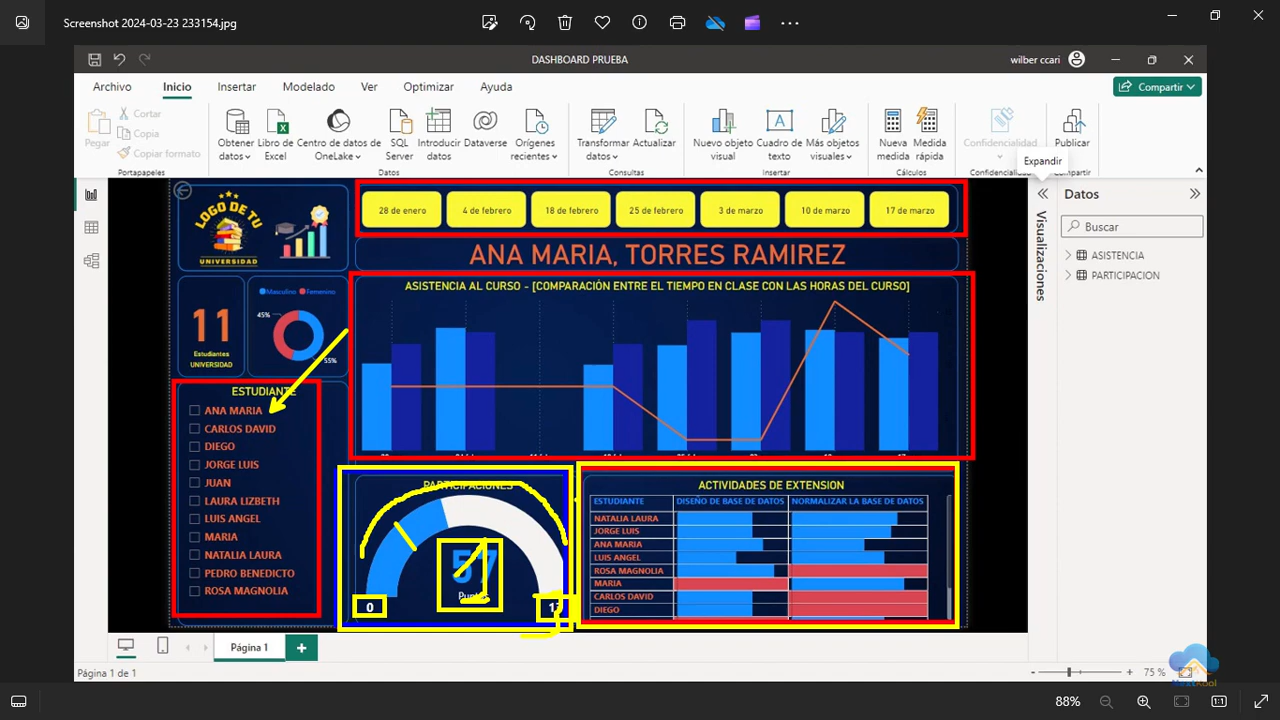 Screenshot 2024-03-23 233154.jpg
DASHBOARD PRUEBA
wilber ccari
Archivo
Inicio
Insertar
Modelado
Ver
Optimizar
Ayuda
Compartir
Pegar
Cortar
Copia
Copiar formato
Portapapeles
Obtener datos
Libro de Excel
Centro de datos de OneLake
SQL Server
Introducir datos
Dataverse
Orígenes recientes
Datos
Transformar datos
Actualizar
Consultas
Nuevo objeto visual
Cuadro de texto
Más objetos visuales
Insertar
Nueva medida
Medida rápida
Cálculos
Confidencialidad
Publicar
Expandir
LOGO DE TU
UNIVERSIDAD
28 de enero
4 de febrero
18 de febrero
25 de febrero
3 de marzo
10 de marzo
17 de marzo
ANA MARIA, TORRES RAMIREZ
11
Estudiantes
UNIVERSIDAD
Masculino
Femenino
45%
55%
ASISTENCIA AL CURSO - [COMPARACIÓN ENTRE EL TIEMPO EN CLASE CON LAS HORAS DEL CURSO]
ESTUDIANTE
ANA MARIA
CARLOS DAVID
DIEGO
JORGE LUIS
JUAN
LAURA LIZBETH
LUIS ANGEL
MARIA
NATALIA LAURA
PEDRO BENEDICTO
ROSA MAGNOLIA
PARTICIPACIONES
57
0
ACTIVIDADES DE EXTENSION
ESTUDIANTE
DISEÑO DE BASE DE DATOS
NORMALIZAR LA BASE DE DATOS
NATALIA LAURA
JORGE LUIS
ANA MARIA
LUIS ANGEL
ROSA MAGNOLIA
MARIA
CARLOS DAVID
DIEGO
Visualizaciones
Datos
Buscar
ASISTENCIA
PARTICIPACION
Página 1
Página 1 de 1
75 %
88%